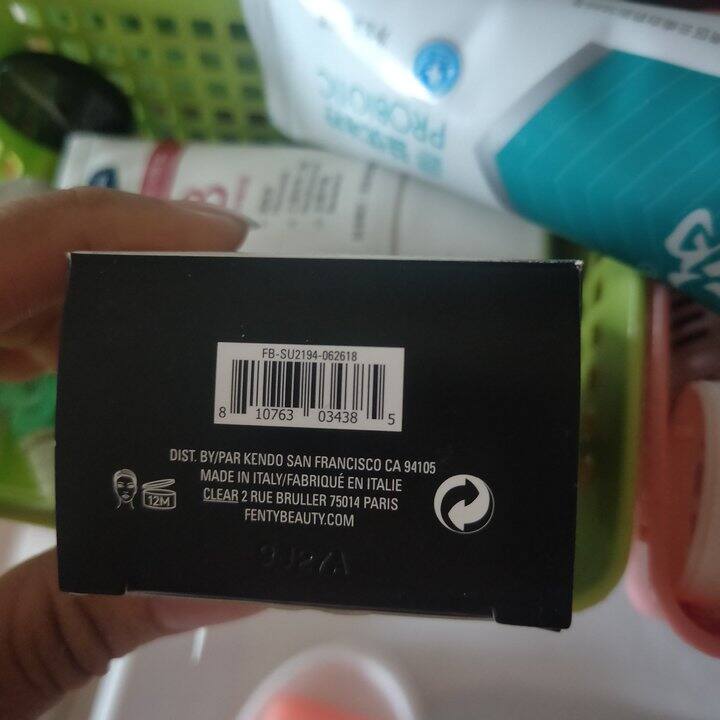 PROBIOTIC
FB-SU2194-062618
8 10763 03438 5
DIST. BY/PAR KENDO SAN FRANCISCO CA 94105
MADE IN ITALY/FABRIQUÉ EN ITALIE
CLEAR 2 RUE BRULLER 75014 PARIS
FENTYBEAUTY.COM
12M